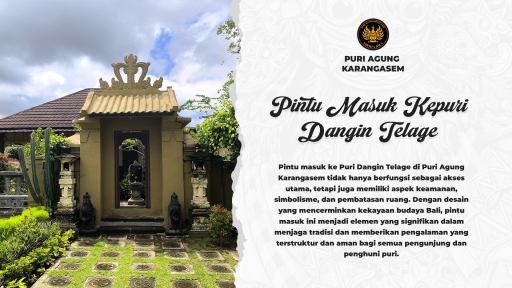 PURI AGUNG
KARANGASEM
Pintu Masuk Kepuri
Dangin Telage
Pintu masuk ke Puri Dangin Telage di Puri Agung
Karangasem tidak hanya berfungsi sebagai akses
utama, tetapi juga memiliki aspek keamanan,
simbolisme, dan pembatasan ruang. Dengan desain
yang mencerminkan kekayaan budaya Bali, pintu
masuk ini menjadi elemen yang signifikan dalam
menjaga tradisi dan memberikan pengalaman yang
terstruktur dan aman bagi semua pengunjung dan
penghuni puri.